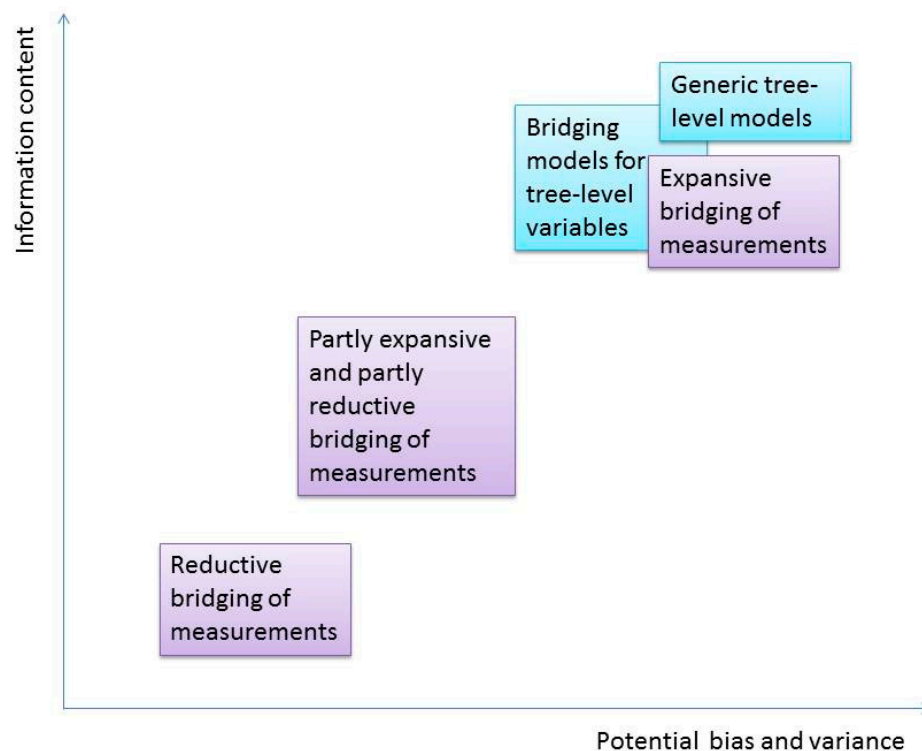 Information content
Generic tree-
level models
Bridging
models for
tree-level
variables
Expansive
bridging of
measurements
Partly expansive
and partly
reductive
bridging of
measurements
Reductive
bridging of
measurements
Potential bias and variance